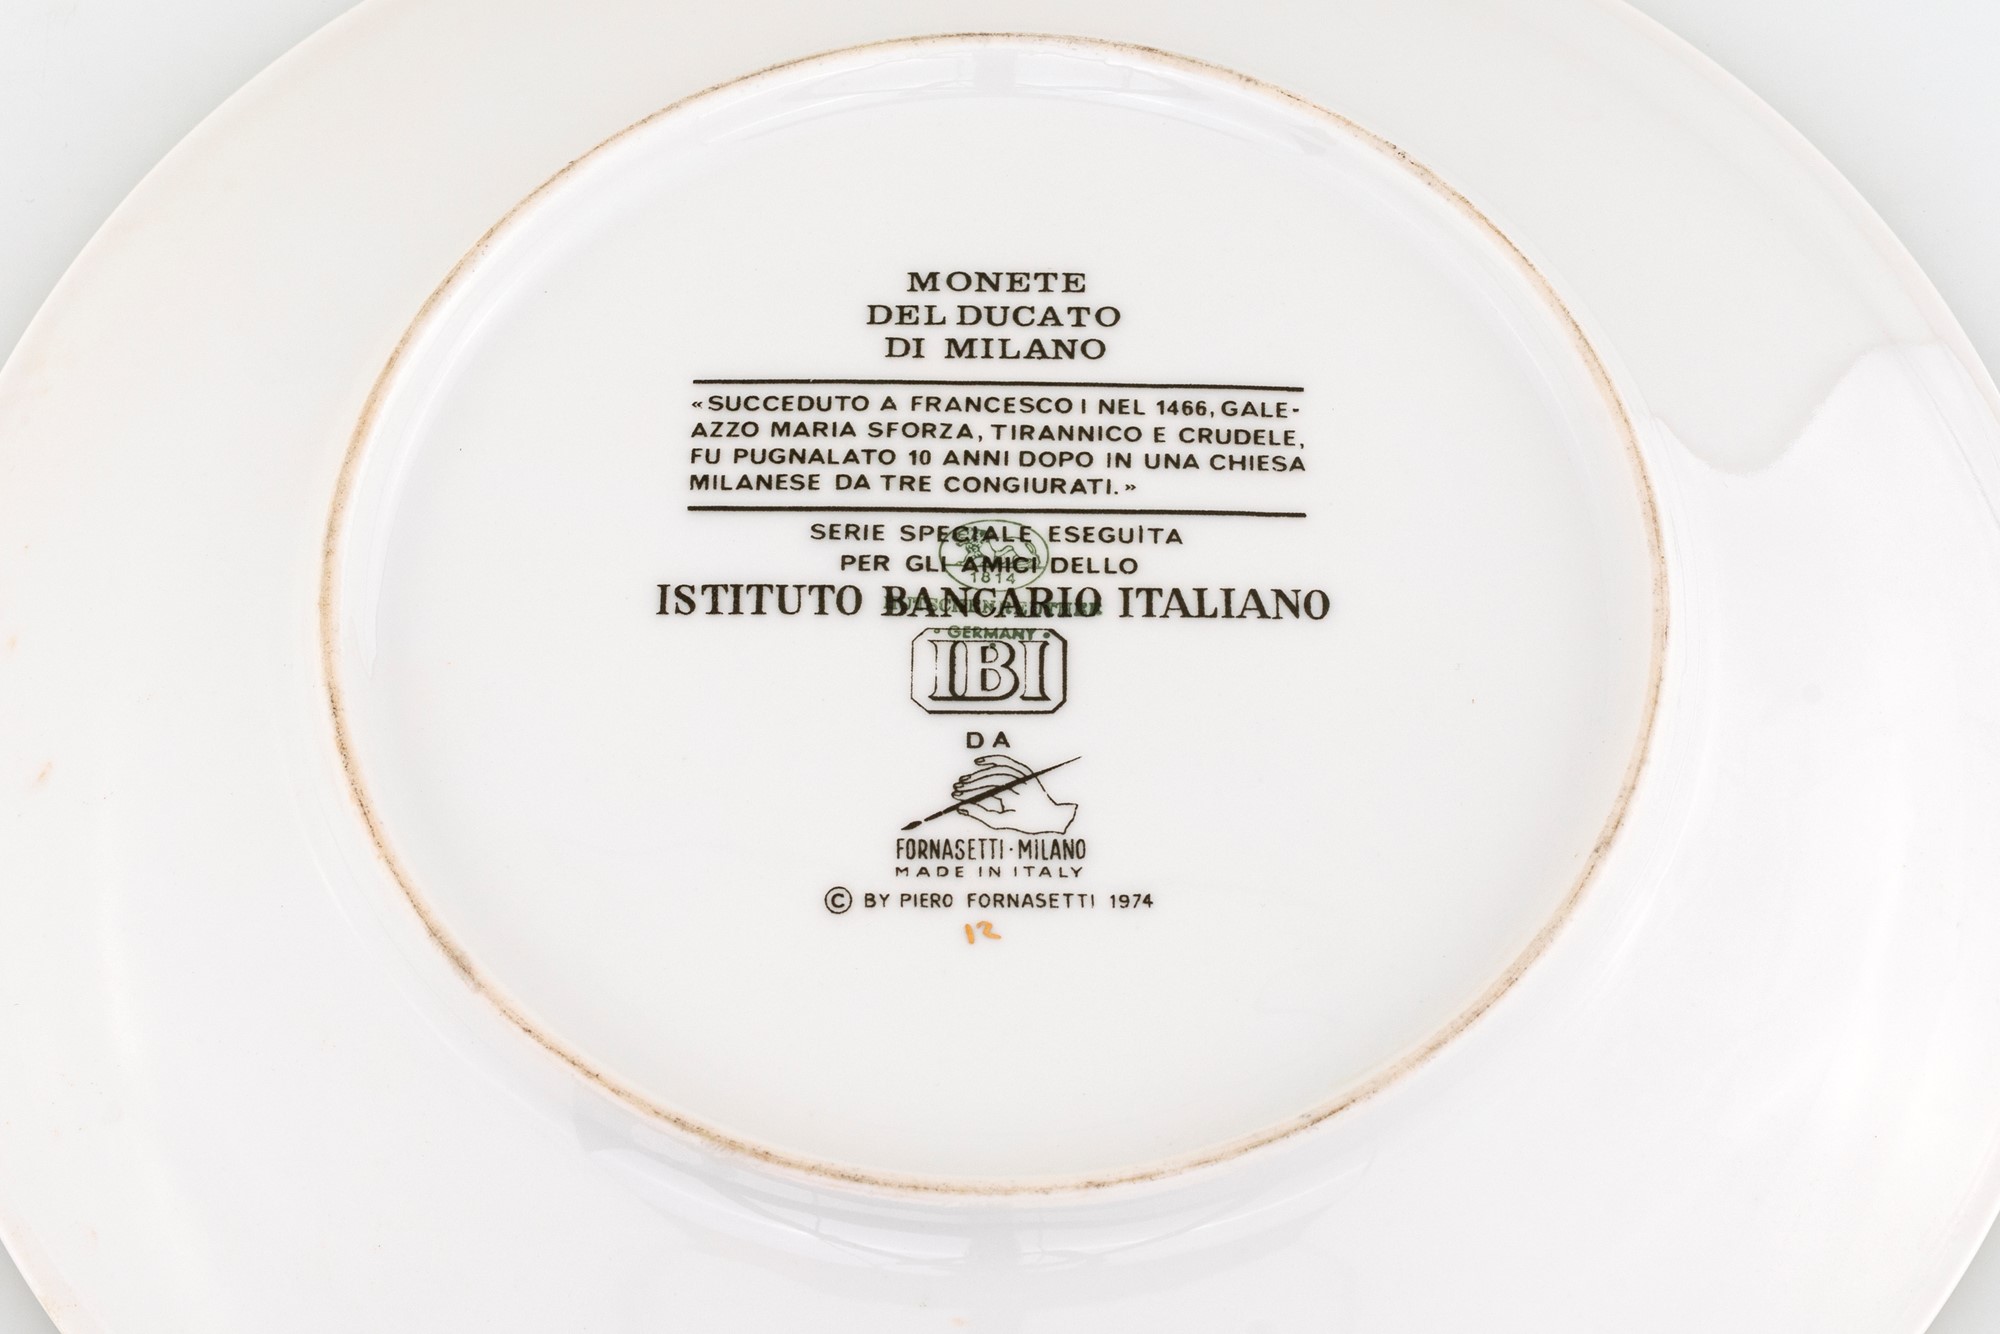 MONETE
DEL DUCATO
DI MILANO
«SUCCEDUTO A FRANCESCO I NEL 1466, GALE-
AZZO MARIA SFORZA, TIRANNICO E CRUDELE,
FU PUGNALATO 10 ANNI DOPO IN UNA CHIESA
MILANESE DA TRE CONGIURATI.»
SERIE SPECIALE ESEGUÌTA
PER GLI AMICI DELLO
1814
ISTITUTO BANCARIO ITALIANO
HUTSCHENREUTHER
GERMANY
IBI
DA
FORNASETTI·MILANO
MADE IN ITALY
© BY PIERO FORNASETTI 1974
12